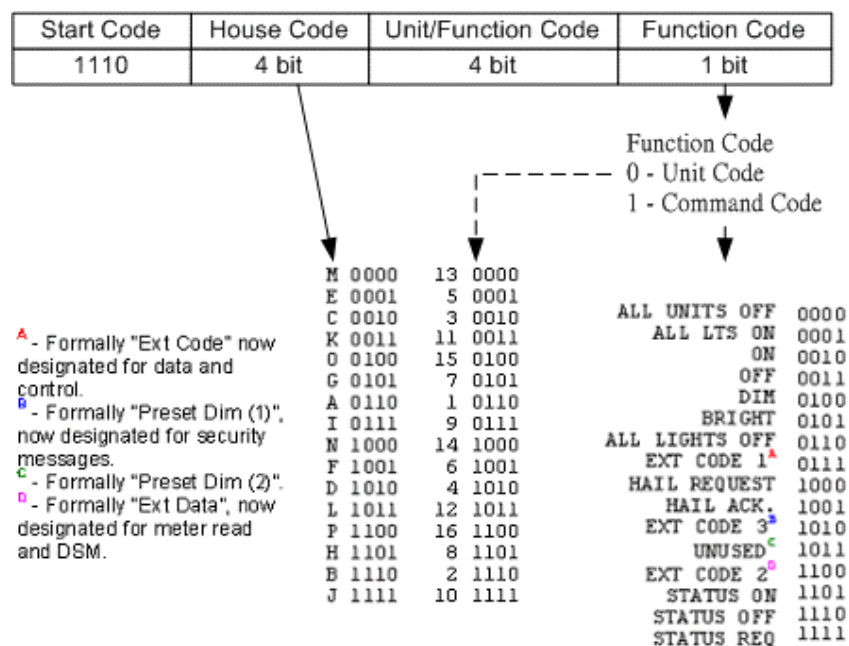 Start Code House Code Unit/Function Code Function Code
1110 4 bit 4 bit 1 bit
Function Code
0 - Unit Code
1 - Command Code
M 0000 13 0000
E 0001 5 0001
C 0010 3 0010
K 0011 11 0011
O 0100 15 0100
G 0101 7 0101
A 0110 1 0110
I 0111 9 0111
N 1000 14 1000
F 1001 6 1001
D 1010 4 1010
L 1011 12 1011
P 1100 16 1100
H 1101 8 1101
B 1110 2 1110
J 1111 10 1111
ALL UNITS OFF 0000
ALL LTS ON 0001
ON 0010
OFF 0011
DIM 0100
BRIGHT 0101
ALL LIGHTS OFF 0110
EXT CODE 1 A 0111
HAIL REQUEST 1000
HAIL ACK. 1001
EXT CODE 3 B 1010
UNUSED C 1011
EXT CODE 2 D 1100
STATUS ON 1101
STATUS OFF 1110
STATUS REQ 1111
A - Formally "Ext Code" now
designated for data and
control.
B - Formally "Preset Dim (1)",
now designated for security
messages.
C - Formally "Preset Dim (2)".
D - Formally "Ext Data", now
designated for meter read
and DSM.